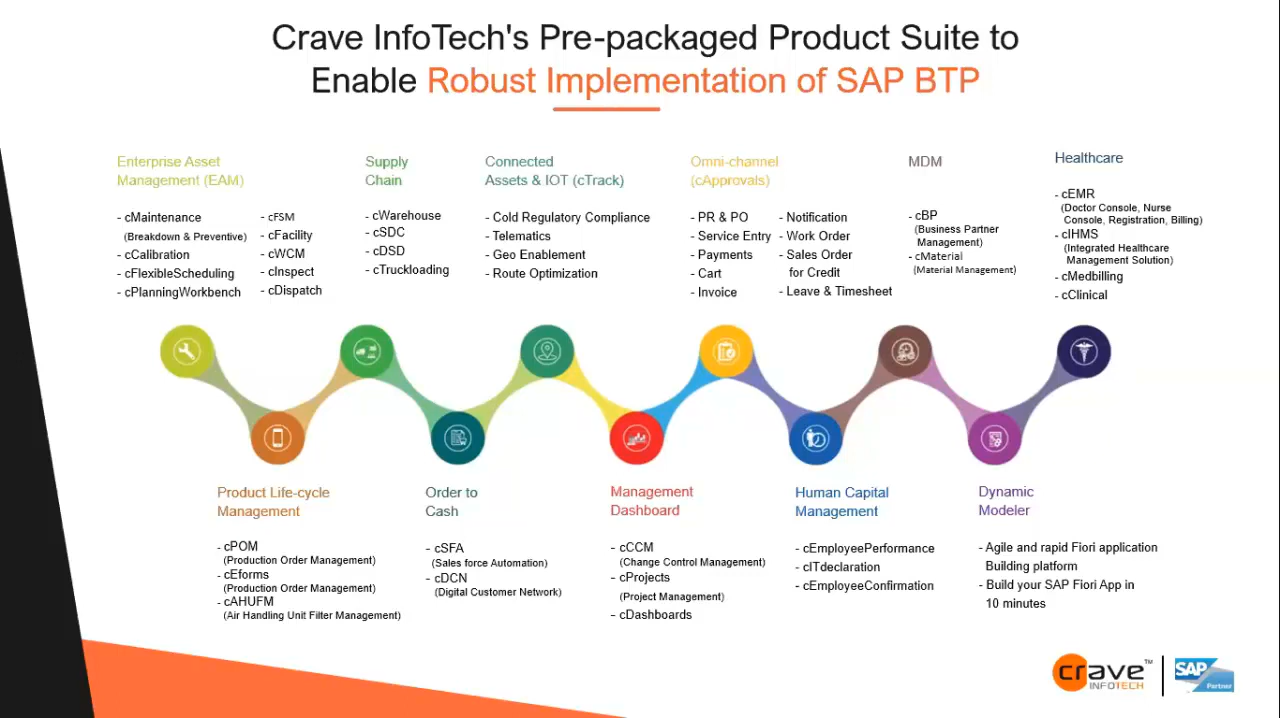 Crave InfoTech's Pre-packaged Product Suite to
Enable Robust Implementation of SAP BTP
Enterprise Asset
Management (EAM)
- cMaintenance
(Breakdown & Preventive)
- cCalibration
- cFlexibleScheduling
- cPlanningWorkbench
- cFSM
- cFacility
- cWCM
- cInspect
- cDispatch
Supply
Chain
- cWarehouse
- cSDC
- cDSD
- cTruckloading
Connected
Assets & IOT (cTrack)
- Cold Regulatory Compliance
- Telematics
- Geo Enablement
- Route Optimization
Omni-channel
(cApprovals)
- PR & PO
- Service Entry
- Payments
- Cart
- Invoice
- Notification
- Work Order
- Sales Order
for Credit
- Leave & Timesheet
MDM
- cBP
(Business Partner
Management)
- cMaterial
(Material Management)
Healthcare
- cEMR
(Doctor Console, Nurse
Console, Registration, Billing)
- cIHMS
(Integrated Healthcare
Management Solution)
- cMedbilling
- cClinical
Product Life-cycle
Management
- cPOM
(Production Order Management)
- cEforms
(Production Order Management)
- cAHUFM
(Air Handling Unit Filter Management)
Order to
Cash
- cSFA
(Sales force Automation)
- cDCN
(Digital Customer Network)
Management
Dashboard
- cCCM
(Change Control Management)
- cProjects
(Project Management)
- cDashboards
Human Capital
Management
- cEmployeePerformance
- cITdeclaration
- cEmployeeConfirmation
Dynamic
Modeler
- Agile and rapid Fiori application
Building platform
- Build your SAP Fiori App in
10 minutes
crave™
INFOTECH
SAP
Partner